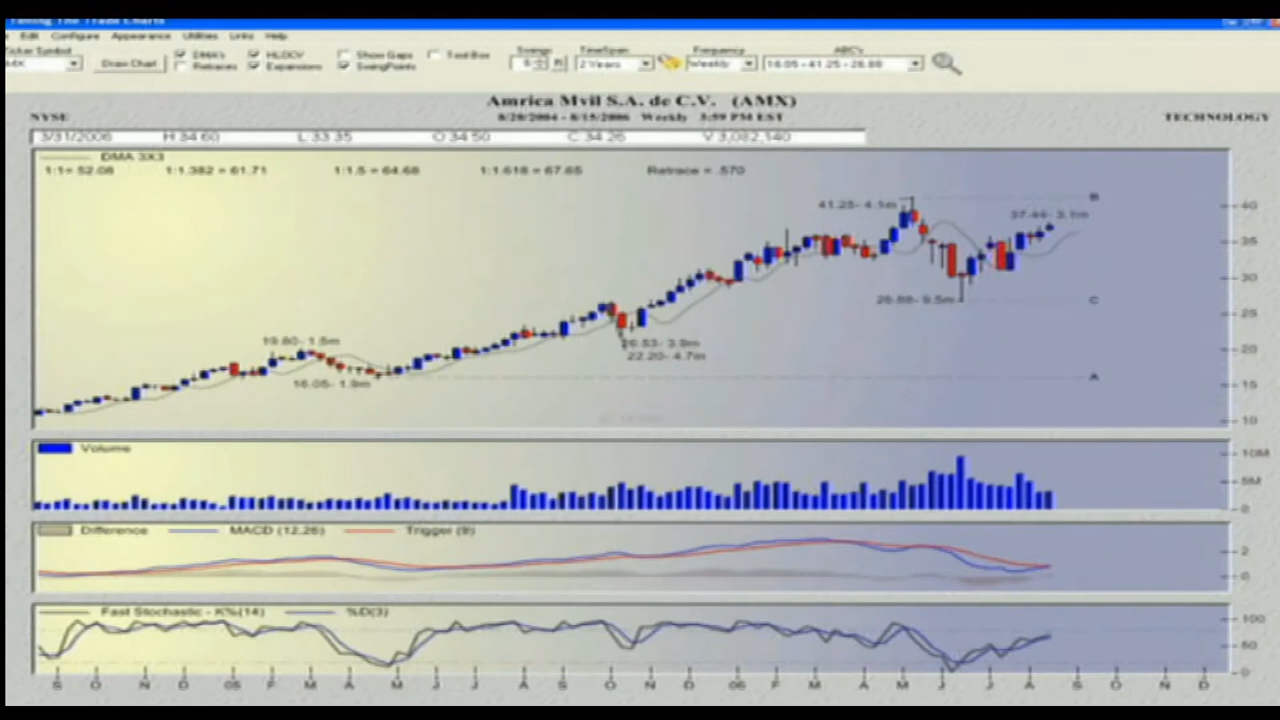 Timing The Trade Charts
Edit Configure Appearance Utilities Links Help
Ticker Symbol DMA's HLOCV Show Gaps Tool Box Swings TimeSpan Frequency ABC's
AMX Draw Chart Retraces Expansions SwingPoints 2 Years Weekly 16.05 - 41.25 - 26.88
Amrica Mvil S.A. de C.V. (AMX)
NYSE 8/20/2004 - 8/15/2006 Weekly 3:59 PM EST TECHNOLOGY
3/31/2006 H 34.60 L 33.35 O 34.50 C 34.26 V 3,082,140
DMA 3X3
1:1= 52.08 1:1.382 = 61.71 1:1.5 = 64.68 1:1.618 = 67.65 Retrace = .570
41.25- 4.1m B
37.44- 3.1m
40
35
30
26.88- 9.5m C
25
19.80- 1.5m 26.53- 3.9m
22.20- 4.7m
20
16.05- 1.9m A
15
10
Volume
10M
5M
0
Difference MACD (12,26) Trigger (9)
2
0
Fast Stochastic - K%(14) %D(3)
100
50
0
S O N D 05 F M A M J J A S O N D 06 F M A M J J A S O N D